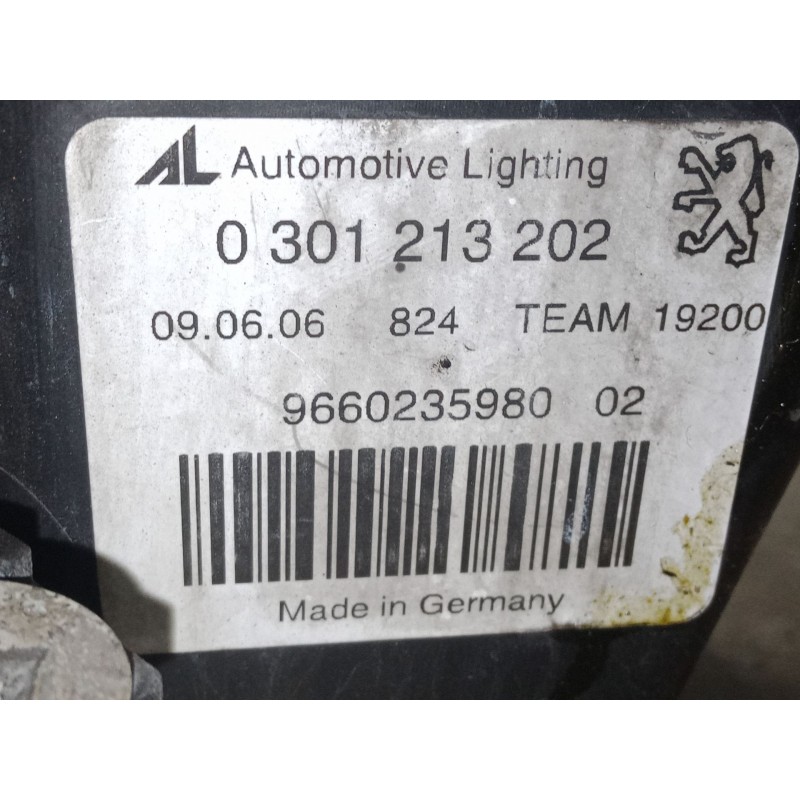 AL Automotive Lighting
0 301 213 202
09.06.06 824 TEAM 19200
9660235980 02
Made in Germany